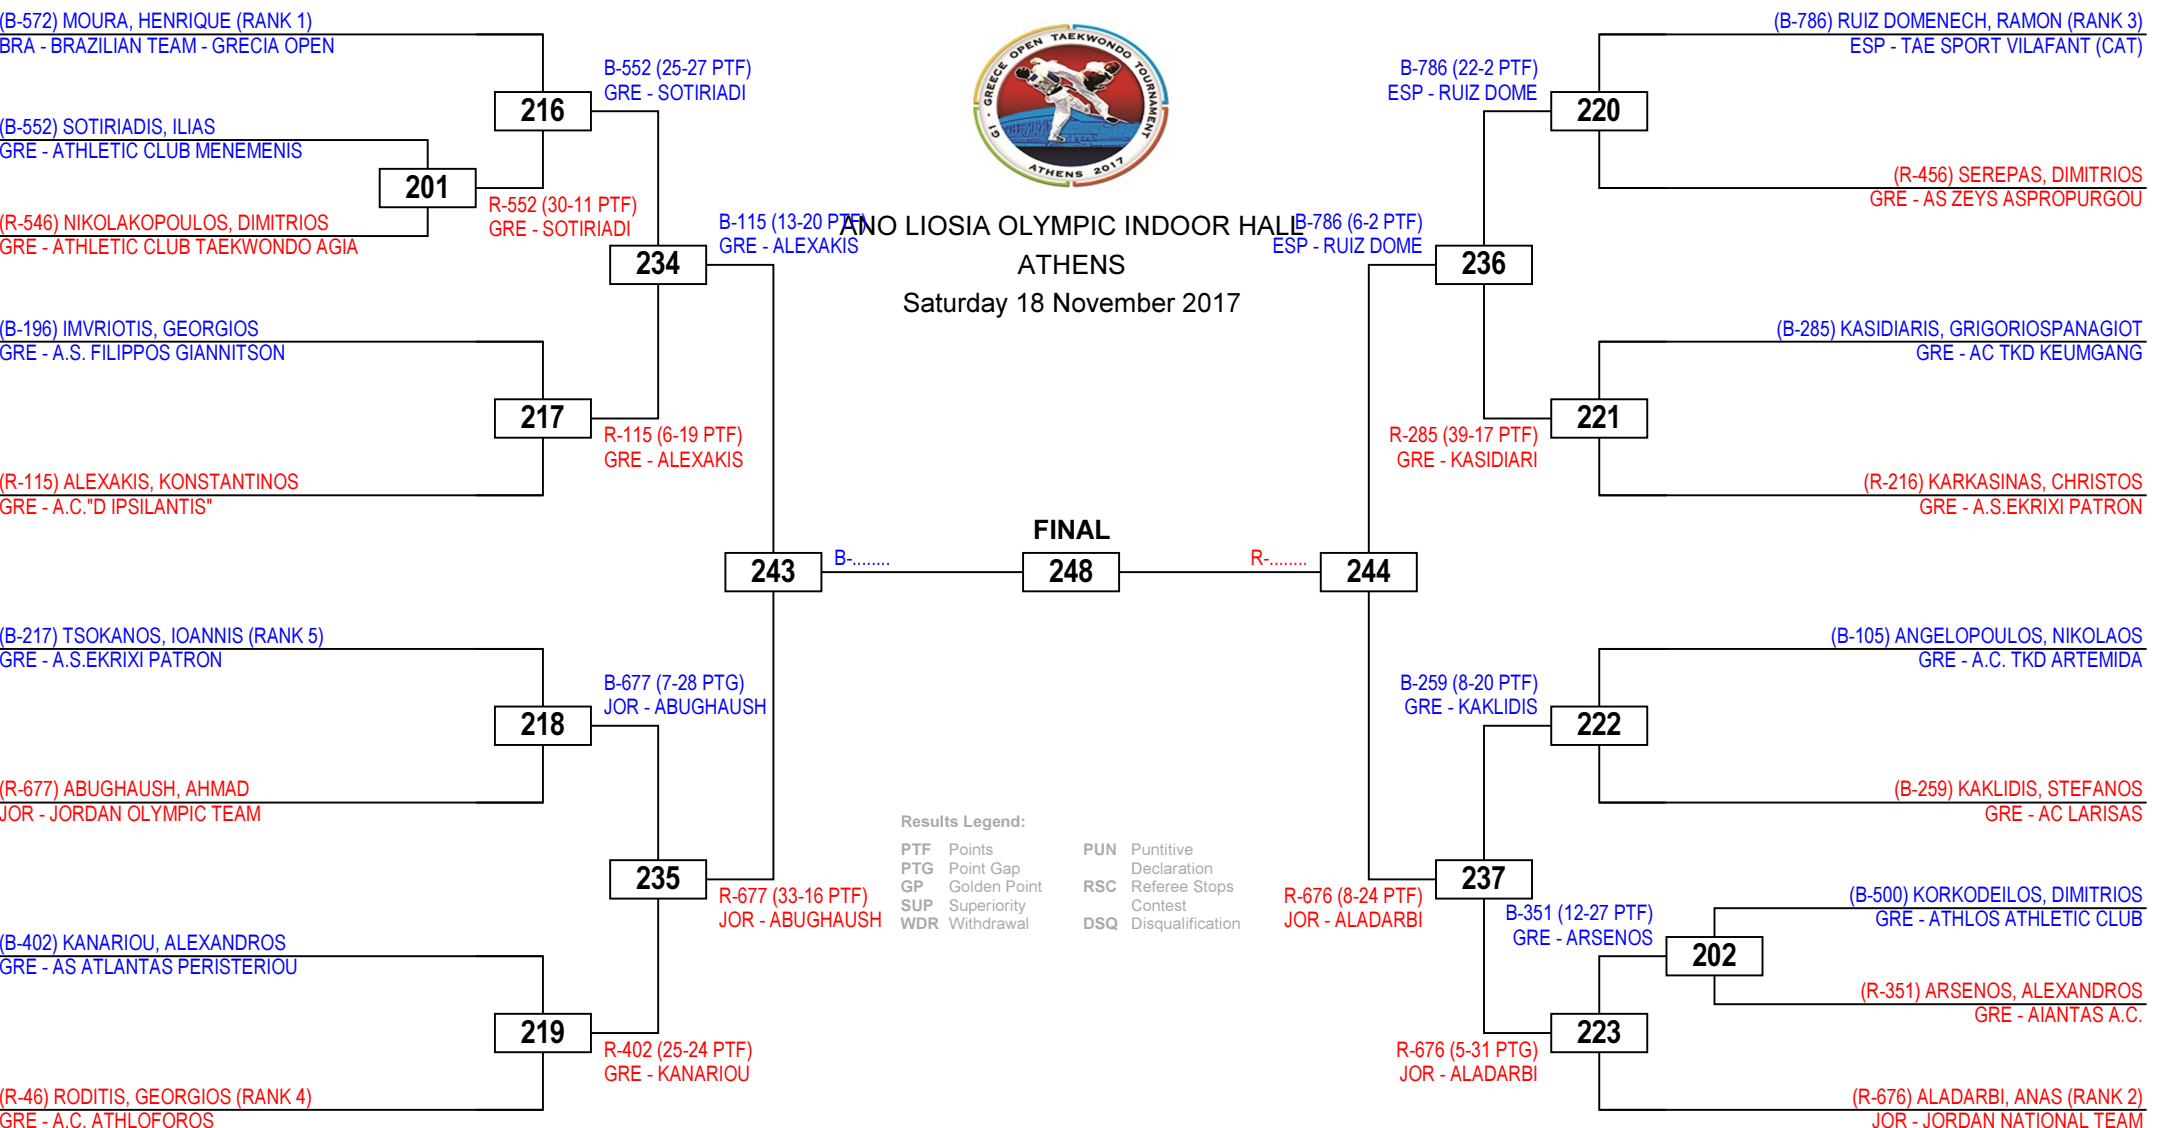 (B-572) MOURA, HENRIQUE (RANK 1)
BRA - BRAZILIAN TEAM - GRECIA OPEN
(B-552) SOTIRIADIS, ILIAS
GRE - ATHLETIC CLUB MENEMENIS
(R-546) NIKOLAKOPOULOS, DIMITRIOS
GRE - ATHLETIC CLUB TAEKWONDO AGIA
(B-196) IMVRIOTIS, GEORGIOS
GRE - A.S. FILIPPOS GIANNITSON
(R-115) ALEXAKIS, KONSTANTINOS
GRE - A.C."D IPSILANTIS"
(B-217) TSOKANOS, IOANNIS (RANK 5)
GRE - A.S.EKRIXI PATRON
(R-677) ABUGHAUSH, AHMAD
JOR - JORDAN OLYMPIC TEAM
(B-402) KANARIOU, ALEXANDROS
GRE - AS ATLANTAS PERISTERIOU
(R-46) RODITIS, GEORGIOS (RANK 4)
GRE - A.C. ATHLOFOROS
201
R-552 (30-11 PTF)
GRE - SOTIRIADI
216
B-552 (25-27 PTF)
GRE - SOTIRIADI
217
R-115 (6-19 PTF)
GRE - ALEXAKIS
218
B-677 (7-28 PTG)
JOR - ABUGHAUSH
219
R-402 (25-24 PTF)
GRE - KANARIOU
234
B-115 (13-20 PTF)
GRE - ALEXAKIS
235
R-677 (33-16 PTF)
JOR - ABUGHAUSH
243
B-........
G1 - GREECE OPEN TAEKWONDO TOURNAMENT
ATHENS 2017
ANO LIOSIA OLYMPIC INDOOR HALL
ATHENS
Saturday 18 November 2017
FINAL
248
Results Legend:
PTF Points
PTG Point Gap
GP Golden Point
SUP Superiority
WDR Withdrawal
PUN Puntitive
Declaration
RSC Referee Stops
Contest
DSQ Disqualification
R-........
244
B-786 (6-2 PTF)
ESP - RUIZ DOME
236
R-676 (8-24 PTF)
JOR - ALADARBI
237
B-786 (22-2 PTF)
ESP - RUIZ DOME
220
R-285 (39-17 PTF)
GRE - KASIDIARI
221
B-259 (8-20 PTF)
GRE - KAKLIDIS
222
R-676 (5-31 PTG)
JOR - ALADARBI
223
B-351 (12-27 PTF)
GRE - ARSENOS
202
(B-786) RUIZ DOMENECH, RAMON (RANK 3)
ESP - TAE SPORT VILAFANT (CAT)
(R-456) SEREPAS, DIMITRIOS
GRE - AS ZEYS ASPROPURGOU
(B-285) KASIDIARIS, GRIGORIOSPANAGIOT
GRE - AC TKD KEUMGANG
(R-216) KARKASINAS, CHRISTOS
GRE - A.S.EKRIXI PATRON
(B-105) ANGELOPOULOS, NIKOLAOS
GRE - A.C. TKD ARTEMIDA
(B-259) KAKLIDIS, STEFANOS
GRE - AC LARISAS
(B-500) KORKODEILOS, DIMITRIOS
GRE - ATHLOS ATHLETIC CLUB
(R-351) ARSENOS, ALEXANDROS
GRE - AIANTAS A.C.
(R-676) ALADARBI, ANAS (RANK 2)
JOR - JORDAN NATIONAL TEAM